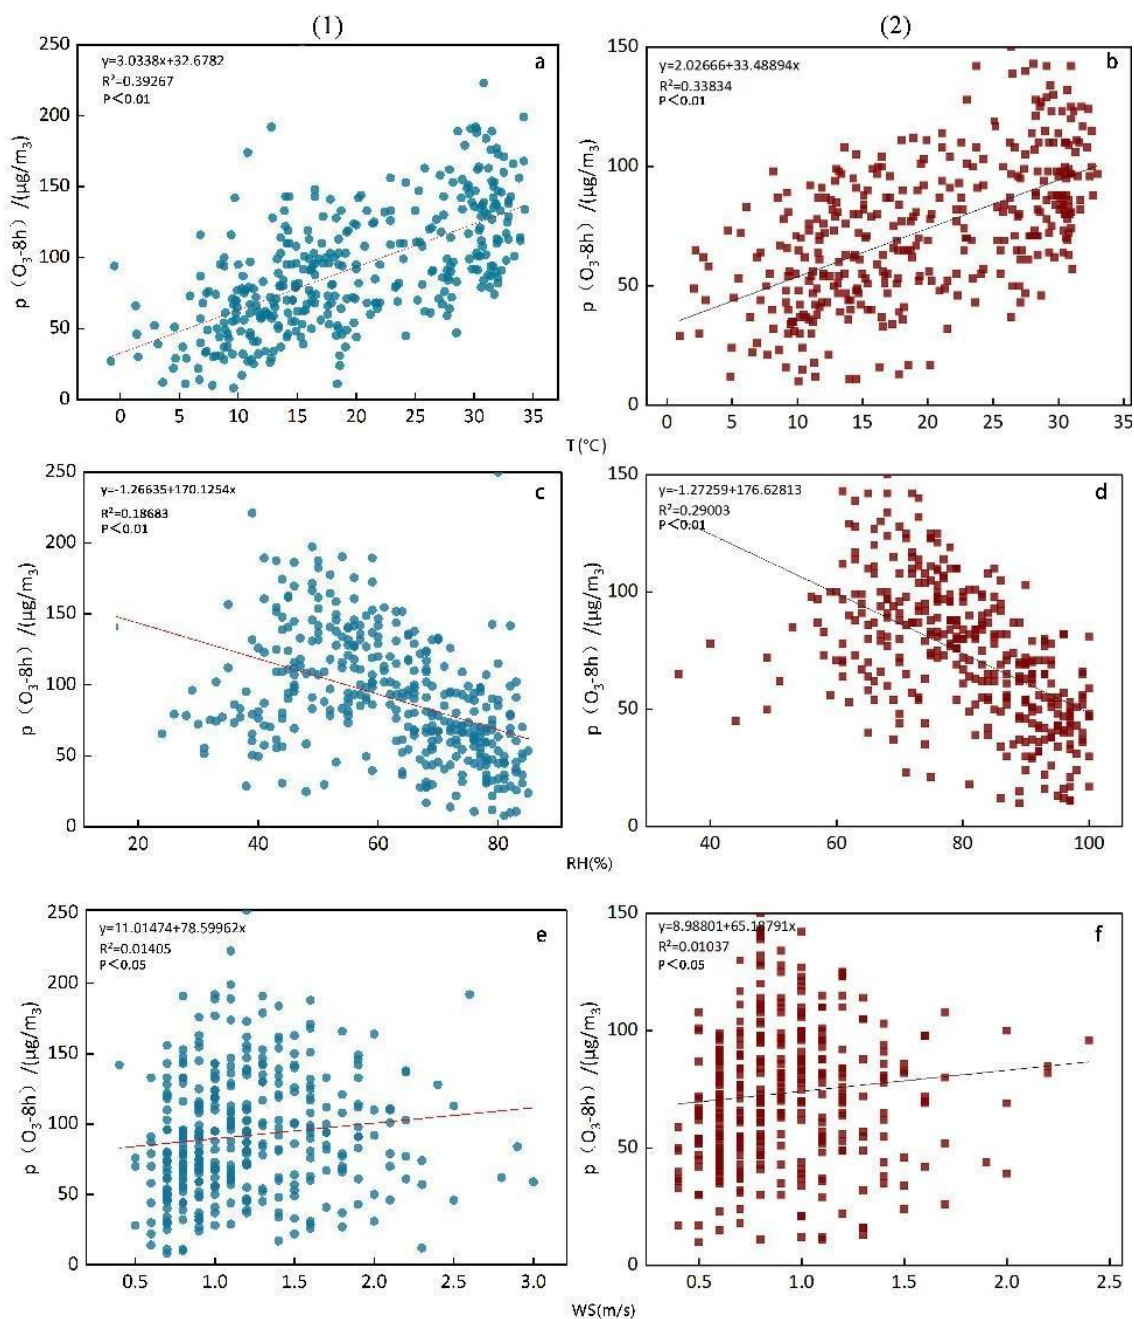 (1)
(2)
a
y=3.0338x+32.6782
R²=0.39267
P<0.01
p (O₃-8h) /(μg/m₃)
250
200
150
100
50
0
0 5 10 15 20 25 30 35
b
y=2.02666+33.48894x
R²=0.33834
P<0.01
p (O₃-8h) /(μg/m₃)
150
100
50
0
0 5 10 15 20 25 30 35
T(℃)
c
y=-1.26635+170.1254x
R²=0.18683
P<0.01
p (O₃-8h) /(μg/m₃)
250
200
150
100
50
0
20 40 60 80
d
y=-1.27259+176.62813
R²=0.29003
P<0.01
p (O₃-8h) /(μg/m₃)
150
100
50
0
40 60 80 100
RH(%)
e
y=11.01474+78.59962x
R²=0.01405
P<0.05
p (O₃-8h) /(μg/m₃)
250
200
150
100
50
0
0.5 1.0 1.5 2.0 2.5 3.0
f
y=8.98801+65.18791x
R²=0.01037
P<0.05
p (O₃-8h) /(μg/m₃)
150
100
50
0
0.5 1.0 1.5 2.0 2.5
WS(m/s)